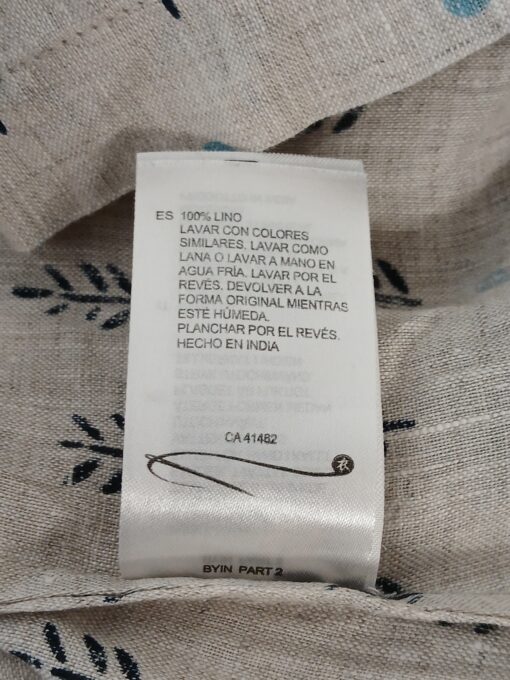 ES 100% LINO
LAVAR CON COLORES
SIMILARES. LAVAR COMO
LANA O LAVAR A MANO EN
AGUA FRÍA. LAVAR POR EL
REVÉS. DEVOLVER A LA
FORMA ORIGINAL MIENTRAS
ESTÉ HÚMEDA.
PLANCHAR POR EL REVÉS.
HECHO EN INDIA
CA 41482
BYIN PART 2